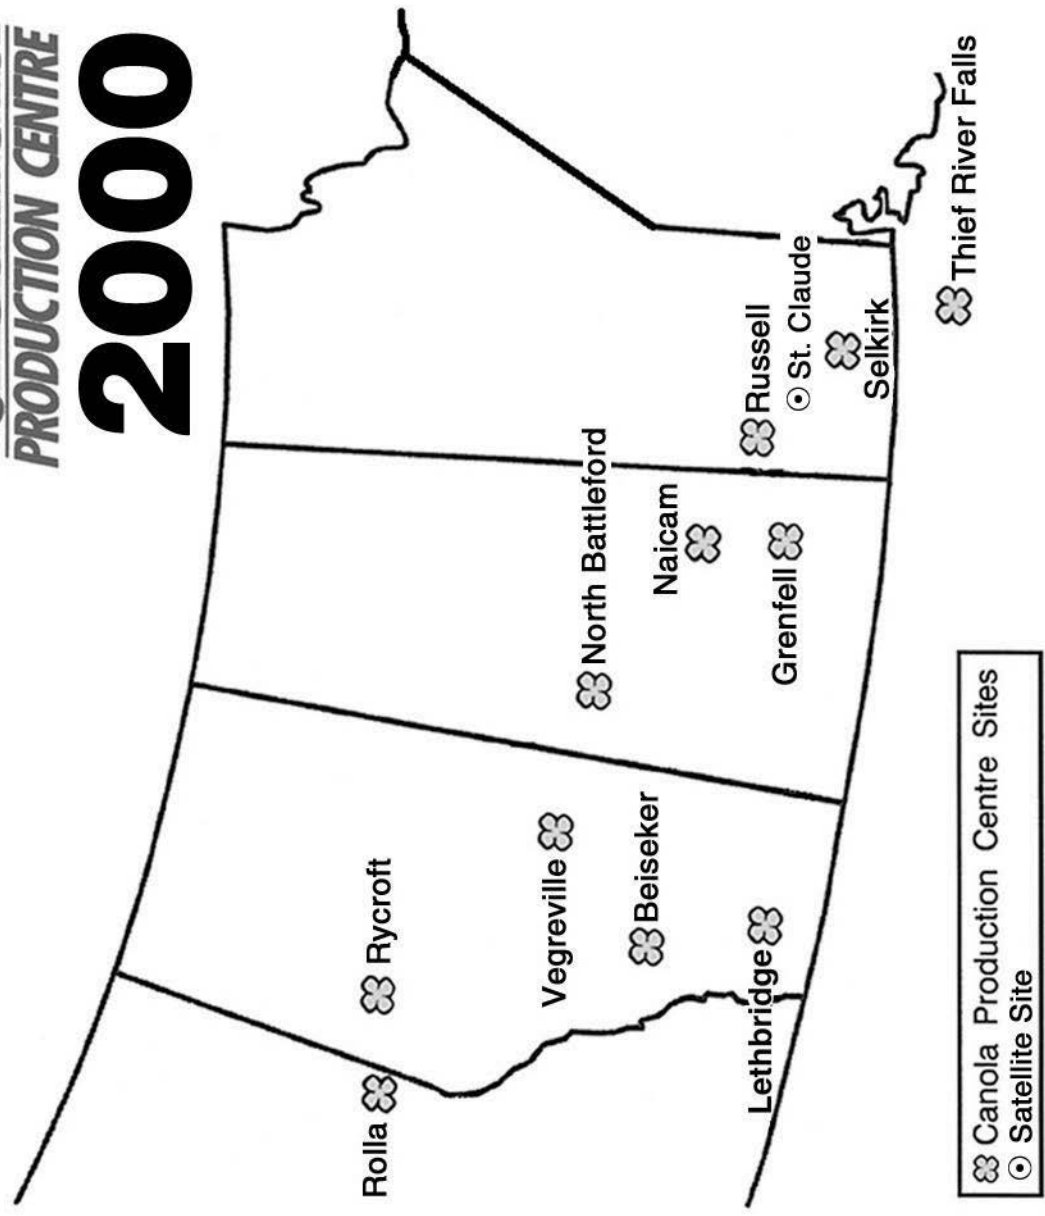 PRODUCTION CENTRE
2000
Rolla
Rycroft
Vegreville
Beiseker
Lethbridge
North Battleford
Naicam
Grenfell
Russell
St. Claude
Selkirk
Thief River Falls
Canola Production Centre Sites
Satellite Site